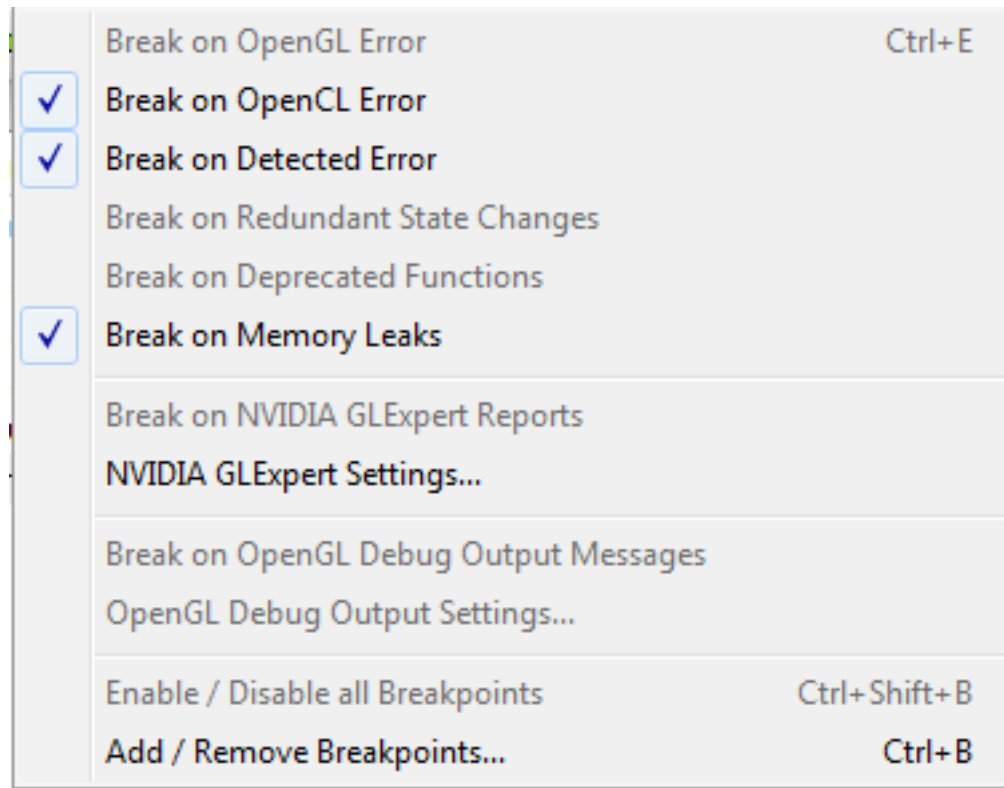 Break on OpenGL Error Ctrl+E
Break on OpenCL Error
Break on Detected Error
Break on Redundant State Changes
Break on Deprecated Functions
Break on Memory Leaks
Break on NVIDIA GLExpert Reports
NVIDIA GLExpert Settings...
Break on OpenGL Debug Output Messages
OpenGL Debug Output Settings...
Enable / Disable all Breakpoints Ctrl+Shift+B
Add / Remove Breakpoints... Ctrl+B